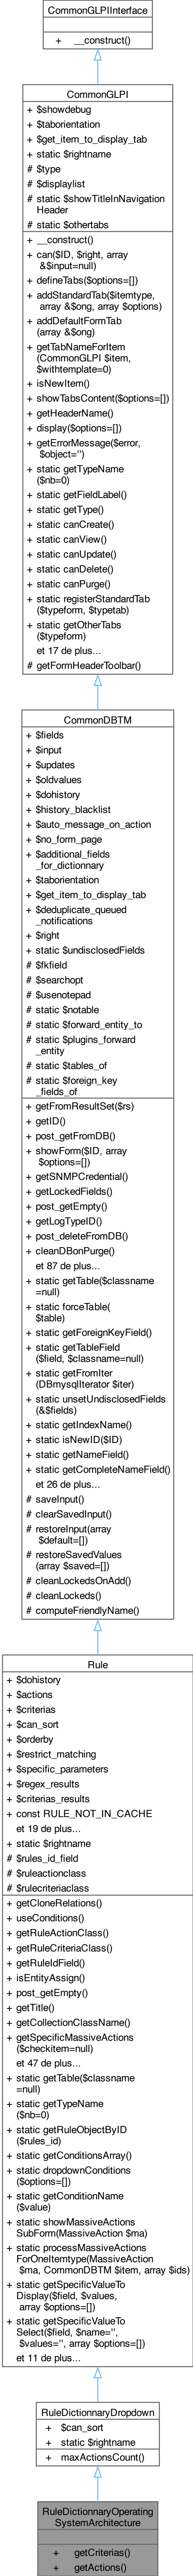 CommonGLPIInterface
+ __construct()
CommonGLPI
+ $showdebug
+ $taborientation
+ $get_item_to_display_tab
+ static $rightname
# $type
# $displaylist
# static $showTitleInNavigation
Header
# static $othertabs
+ __construct()
+ can($ID, $right, array
&$input=null)
+ defineTabs($options=[])
+ addStandardTab($itemtype,
array &$ong, array $options)
+ addDefaultFormTab
(array &$ong)
+ getTabNameForItem
(CommonGLPI $item,
$withtemplate=0)
+ isNewItem()
+ showTabsContent($options=[])
+ getHeaderName()
+ display($options=[])
+ getErrorMessage($error,
$object='')
+ static getTypeName
($nb=0)
+ static getFieldLabel()
+ static getType()
+ static canCreate()
+ static canView()
+ static canUpdate()
+ static canDelete()
+ static canPurge()
+ static registerStandardTab
($typeform, $typetab)
+ static getOtherTabs
($typeform)
et 17 de plus...
# getFormHeaderToolbar()
CommonDBTM
+ $fields
+ $input
+ $updates
+ $oldvalues
+ $dohistory
+ $history_blacklist
+ $auto_message_on_action
+ $no_form_page
+ $additional_fields
_for_dictionnary
+ $taborientation
+ $get_item_to_display_tab
+ $deduplicate_queued
_notifications
+ $right
+ static $undisclosedFields
# $fkfield
# $searchopt
# $usenotepad
# static $notable
# static $forward_entity_to
# static $plugins_forward
_entity
# static $tables_of
# static $foreign_key
_fields_of
+ getFromResultSet($rs)
+ getID()
+ post_getFromDB()
+ showForm($ID, array
$options=[])
+ getSNMPCredential()
+ getLockedFields()
+ post_getEmpty()
+ getLogTypeID()
+ post_deleteFromDB()
+ cleanDBonPurge()
et 87 de plus...
+ static getTable($classname
=null)
+ static forceTable(
$table)
+ static getForeignKeyField()
+ static getTableField
($field, $classname=null)
+ static getFromIter
(DBmysqlIterator $iter)
+ static unsetUndisclosedFields
(&$fields)
+ static getIndexName()
+ static isNewID($ID)
+ static getNameField()
+ static getCompleteNameField()
et 26 de plus...
# saveInput()
# clearSavedInput()
# restoreInput(array
$default=[])
# restoreSavedValues
(array $saved=[])
# cleanLockedsOnAdd()
# cleanLockeds()
# computeFriendlyName()
Rule
+ $dohistory
+ $actions
+ $criterias
+ $can_sort
+ $orderby
+ $restrict_matching
+ $specific_parameters
+ $regex_results
+ $criterias_results
+ const RULE_NOT_IN_CACHE
et 19 de plus...
+ static $rightname
# $rules_id_field
# $ruleactionclass
# $rulecriteriaclass
+ getCloneRelations()
+ useConditions()
+ getRuleActionClass()
+ getRuleCriteriaClass()
+ getRuleIdField()
+ isEntityAssign()
+ post_getEmpty()
+ getTitle()
+ getCollectionClassName()
+ getSpecificMassiveActions
($checkitem=null)
et 47 de plus...
+ static getTable($classname
=null)
+ static getTypeName
($nb=0)
+ static getRuleObjectByID
($rules_id)
+ static getConditionsArray()
+ static dropdownConditions
($options=[])
+ static getConditionName
($value)
+ static showMassiveActions
SubForm(MassiveAction $ma)
+ static processMassiveActions
ForOneItemtype(MassiveAction
$ma, CommonDBTM $item, array $ids)
+ static getSpecificValueTo
Display($field, $values,
array $options=[])
+ static getSpecificValueTo
Select($field, $name='',
$values='', array $options=[])
et 11 de plus...
RuleDictionnaryDropdown
+ $can_sort
+ static $rightname
+ maxActionsCount()
RuleDictionnaryOperating
SystemArchitecture
+ getCriterias()
+ getActions()